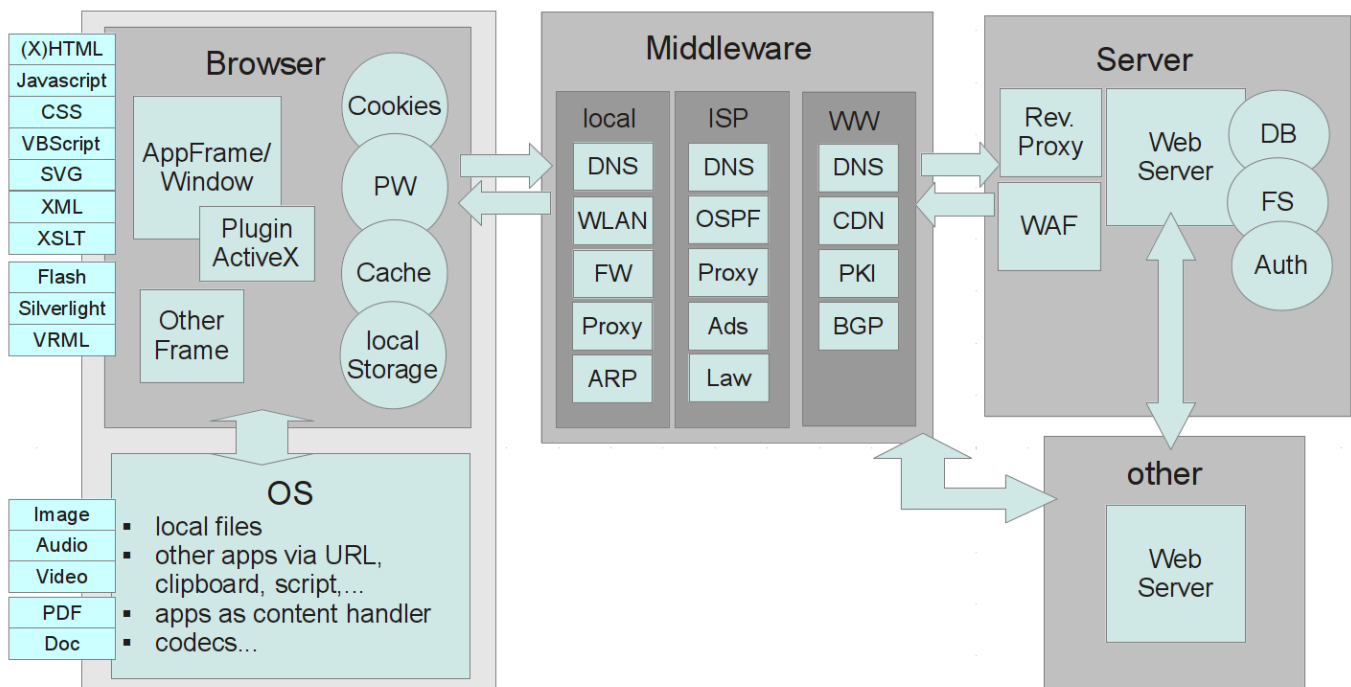 (X)HTML
Javascript
CSS
VBScript
SVG
XML
XSLT
Flash
Silverlight
VRML
Browser
AppFrame/
Window
Plugin
ActiveX
Other
Frame
Cookies
PW
Cache
local
Storage
Image
Audio
Video
PDF
Doc
OS
▪ local files
▪ other apps via URL,
clipboard, script,...
▪ apps as content handler
▪ codecs...
Middleware
local
DNS
WLAN
FW
Proxy
ARP
ISP
DNS
OSPF
Proxy
Ads
Law
WW
DNS
CDN
PKI
BGP
Server
Rev.
Proxy
WAF
Web
Server
DB
FS
Auth
other
Web
Server